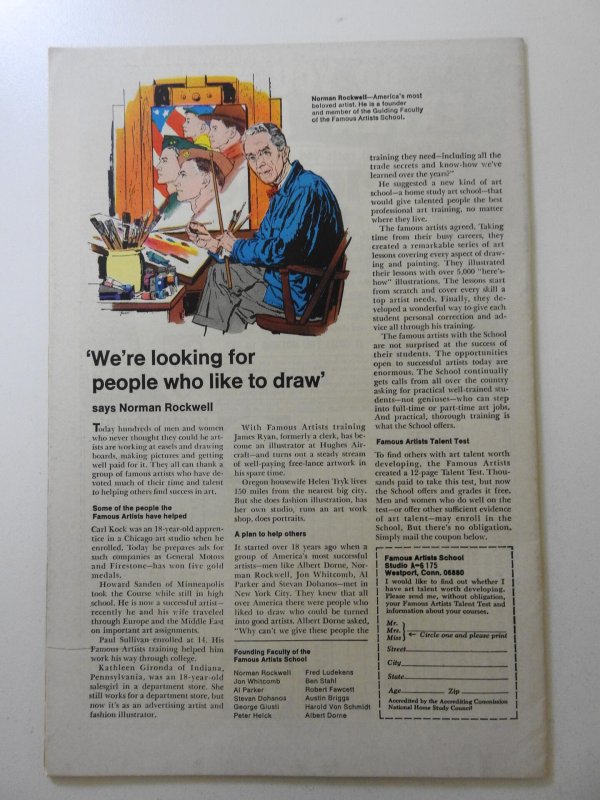 Norman Rockwell—America's most
beloved artist. He is a founder
and member of the Guiding Faculty
of the Famous Artists School.
'We're looking for
people who like to draw'
says Norman Rockwell
Today hundreds of men and women
who never thought they could be art-
ists are working at easels and drawing
boards, making pictures and getting
well paid for it. They all can thank a
group of famous artists who have de-
voted much of their time and talent
to helping others find success in art.
Some of the people the
Famous Artists have helped
Carl Kock was an 18-year-old appren-
tice in a Chicago art studio when he
enrolled. Today he prepares ads for
such companies as General Motors
and Firestone—has won five gold
medals.
Howard Sanden of Minneapolis
took the Course while still in high
school. He is now a successful artist—
recently he and his wife traveled
through Europe and the Middle East
on important art assignments.
Paul Sullivan enrolled at 14. His
Famous Artists training helped him
work his way through college.
Kathleen Gironda of Indiana,
Pennsylvania, was an 18-year-old
salesgirl in a department store. She
still works for a department store, but
now it's as an advertising artist and
fashion illustrator.
With Famous Artists training
James Ryan, formerly a clerk, has be-
come an illustrator at Hughes Air-
craft—and turns out a steady stream
of well-paying free-lance artwork in
his spare time.
Oregon housewife Helen Tryk lives
150 miles from the nearest big city.
But she does fashion illustration, has
her own studio, runs an art work
shop, does portraits.
A plan to help others
It started over 18 years ago when a
group of America's most successful
artists—men like Albert Dorne, Nor-
man Rockwell, Jon Whitcomb, Al
Parker and Stevan Dohanos—met in
New York City. They knew that all
over America there were people who
liked to draw who could be turned
into good artists. Albert Dorne asked,
"Why can't we give these people the
Founding Faculty of the
Famous Artists School
Norman Rockwell
Jon Whitcomb
Al Parker
Stevan Dohanos
George Giusti
Peter Helck
Fred Ludekens
Ben Stahl
Robert Fawcett
Austin Briggs
Harold Von Schmidt
Albert Dorne
training they need—including all the
trade secrets and know-how we've
learned over the years?"
He suggested a new kind of art
school—a home study art school—that
would give talented people the best
professional art training, no matter
where they live.
The famous artists agreed. Taking
time from their busy careers, they
created a remarkable series of art
lessons covering every aspect of draw-
ing and painting. They illustrated
their lessons with over 5,000 "here's-
how" illustrations. The lessons start
from scratch and cover every skill a
top artist needs. Finally, they de-
veloped a wonderful way to give each
student personal correction and ad-
vice all through his training.
The famous artists with the School
are not surprised at the success of
their students. The opportunities
open to successful artists today are
enormous. The School continually
gets calls from all over the country
asking for practical well-trained stu-
dents—not geniuses—who can step
into full-time or part-time art jobs.
And practical, thorough training is
what the School offers.
Famous Artists Talent Test
To find others with art talent worth
developing, the Famous Artists
created a 12-page Talent Test. Thou-
sands paid to take this test, but now
the School offers and grades it free.
Men and women who do well on the
test—or offer other sufficient evidence
of art talent—may enroll in the
School. But there's no obligation.
Simply mail the coupon below.
Famous Artists School
Studio A-6175
Westport, Conn. 06880
I would like to find out whether I
have art talent worth developing.
Please send me, without obligation,
your Famous Artists Talent Test and
information about your courses.
Mr.
Mrs.
Miss
Circle one and please print
Street
City
State
Age Zip
Accredited by the Accrediting Commission
National Home Study Council